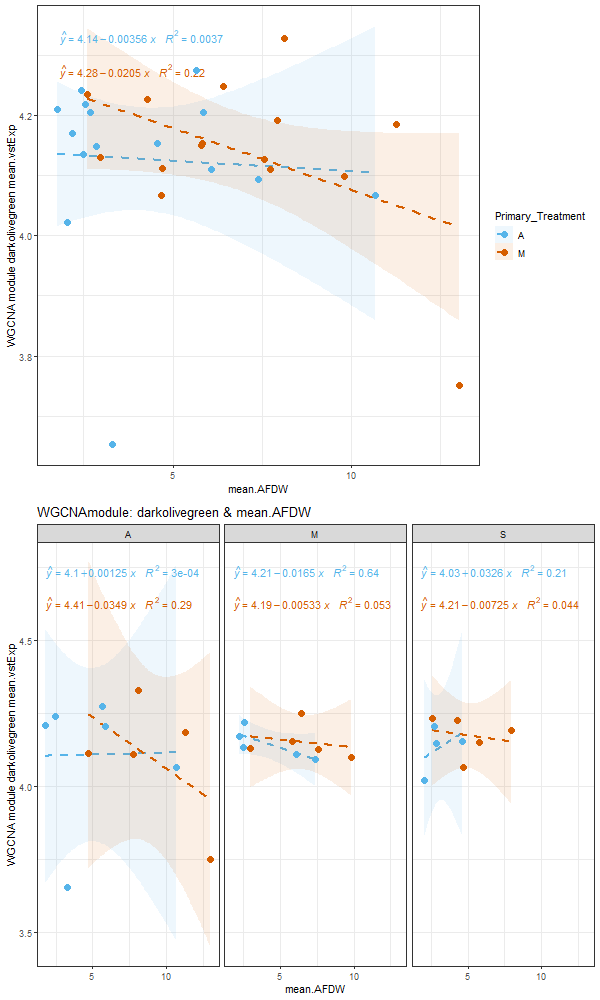 ŷ = 4.14 − 0.00356 x   R² = 0.0037
ŷ = 4.28 − 0.0205 x   R² = 0.22
4.2
4.0
3.8
WGCNA module darkolivegreen mean.vstExp
5
10
mean.AFDW
Primary_Treatment
A
M
WGCNAmodule: darkolivegreen & mean.AFDW
A
M
S
ŷ = 4.1 + 0.00125 x   R² = 3e-04
ŷ = 4.41 − 0.0349 x   R² = 0.29
ŷ = 4.21 − 0.0165 x   R² = 0.64
ŷ = 4.19 − 0.00533 x   R² = 0.053
ŷ = 4.03 + 0.0326 x   R² = 0.21
ŷ = 4.21 − 0.00725 x   R² = 0.044
4.5
4.0
3.5
WGCNA module darkolivegreen mean.vstExp
5
10
5
10
5
10
mean.AFDW